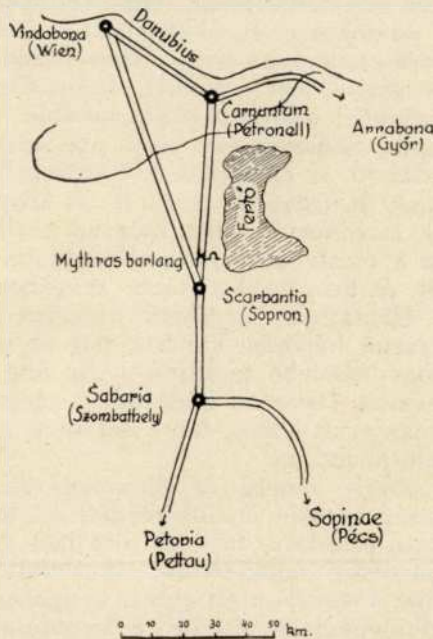 Vindobona
(Wien)
Danubius
Carnuntum
(Petronell)
Arrabona
(Győr)
Fertő
Mythras barlang
Scarbantia
(Sopron)
Sabaria
(Szombathely)
Petovia
(Pettau)
Sopinae
(Pécs)
0 10 20 30 40 50
km.